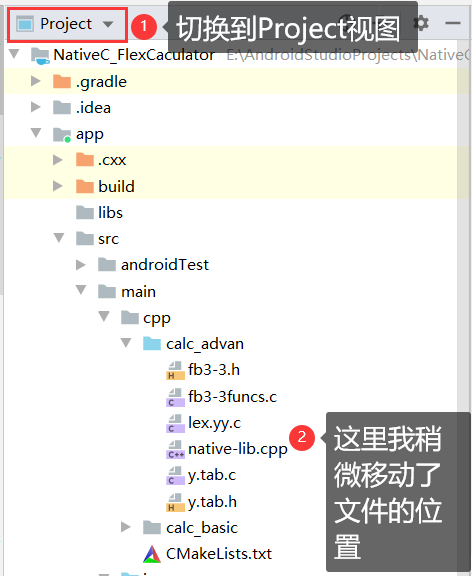 Project
1
切换到Project视图
NativeC_FlexCaculator E:\AndroidStudioProjects\NativeC
.gradle
.idea
app
.cxx
build
libs
src
androidTest
main
cpp
calc_advan
fb3-3.h
fb3-3funcs.c
lex.yy.c
native-lib.cpp
y.tab.c
y.tab.h
2
这里我稍
微移动了
文件的位
置
calc_basic
CMakeLists.txt